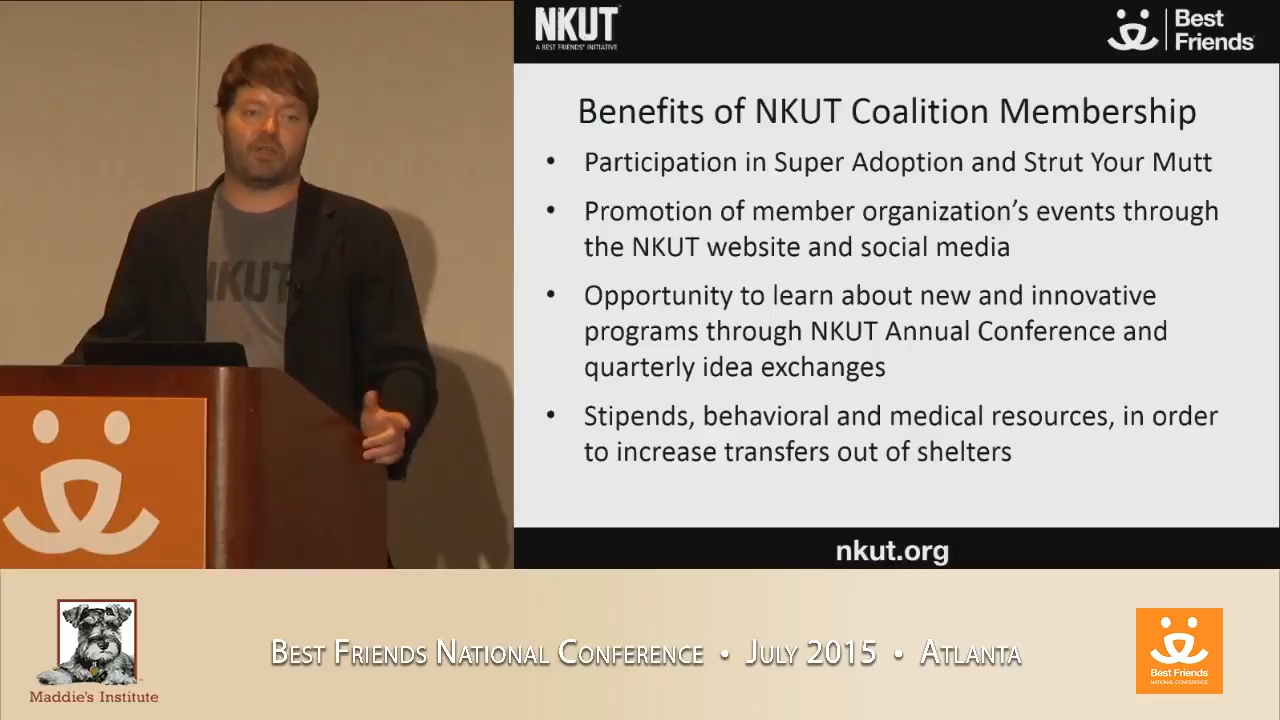 NKUT
A BEST FRIENDS' INITIATIVE
Best
Friends
Benefits of NKUT Coalition Membership
• Participation in Super Adoption and Strut Your Mutt
• Promotion of member organization's events through
the NKUT website and social media
• Opportunity to learn about new and innovative
programs through NKUT Annual Conference and
quarterly idea exchanges
• Stipends, behavioral and medical resources, in order
to increase transfers out of shelters
nkut.org
NKUT
Maddie's Institute
BEST FRIENDS NATIONAL CONFERENCE • JULY 2015 • ATLANTA
Best Friends
NATIONAL CONFERENCE